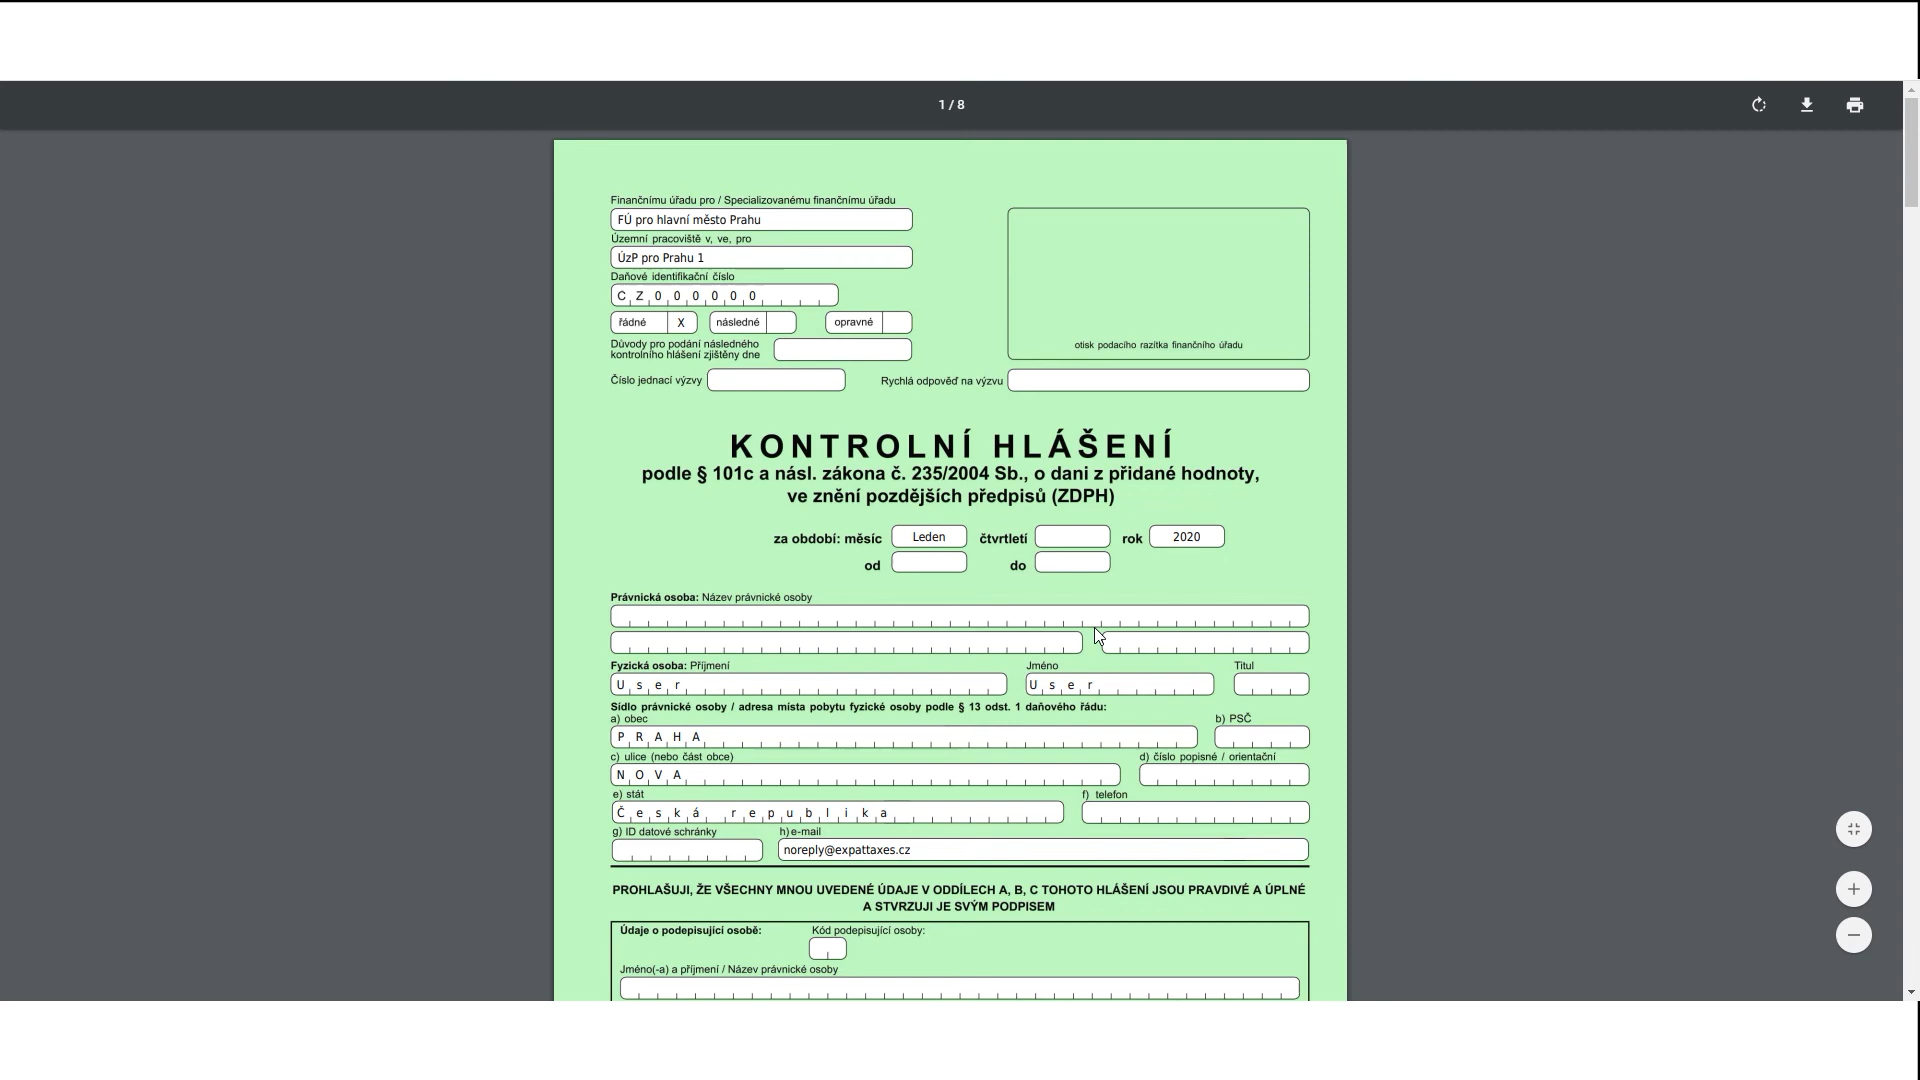 1 / 8
Finančnímu úřadu pro / Specializovanému finančnímu úřadu
FÚ pro hlavní město Prahu
Územní pracoviště v, ve, pro
ÚzP pro Prahu 1
Daňové identifikační číslo
CZ000000
řádné X následné opravné
Důvody pro podání následného
kontrolního hlášení zjištěny dne
otisk podacího razítka finančního úřadu
Číslo jednací výzvy Rychlá odpověď na výzvu
KONTROLNÍ HLÁŠENÍ
podle § 101c a násl. zákona č. 235/2004 Sb., o dani z přidané hodnoty,
ve znění pozdějších předpisů (ZDPH)
za období: měsíc Leden čtvrtletí rok 2020
od do
Právnická osoba: Název právnické osoby
Fyzická osoba: Příjmení Jméno Titul
User User
Sídlo právnické osoby / adresa místa pobytu fyzické osoby podle § 13 odst. 1 daňového řádu:
a) obec b) PSČ
PRAHA
c) ulice (nebo část obce) d) číslo popisné / orientační
NOVA
e) stát f) telefon
Česká republika
g) ID datové schránky h) e-mail
noreply@expattaxes.cz
PROHLAŠUJI, ŽE VŠECHNY MNOU UVEDENÉ ÚDAJE V ODDÍLECH A, B, C TOHOTO HLÁŠENÍ JSOU PRAVDIVÉ A ÚPLNÉ
A STVRZUJI JE SVÝM PODPISEM
Údaje o podepisující osobě: Kód podepisující osoby:
Jméno(-a) a příjmení / Název právnické osoby